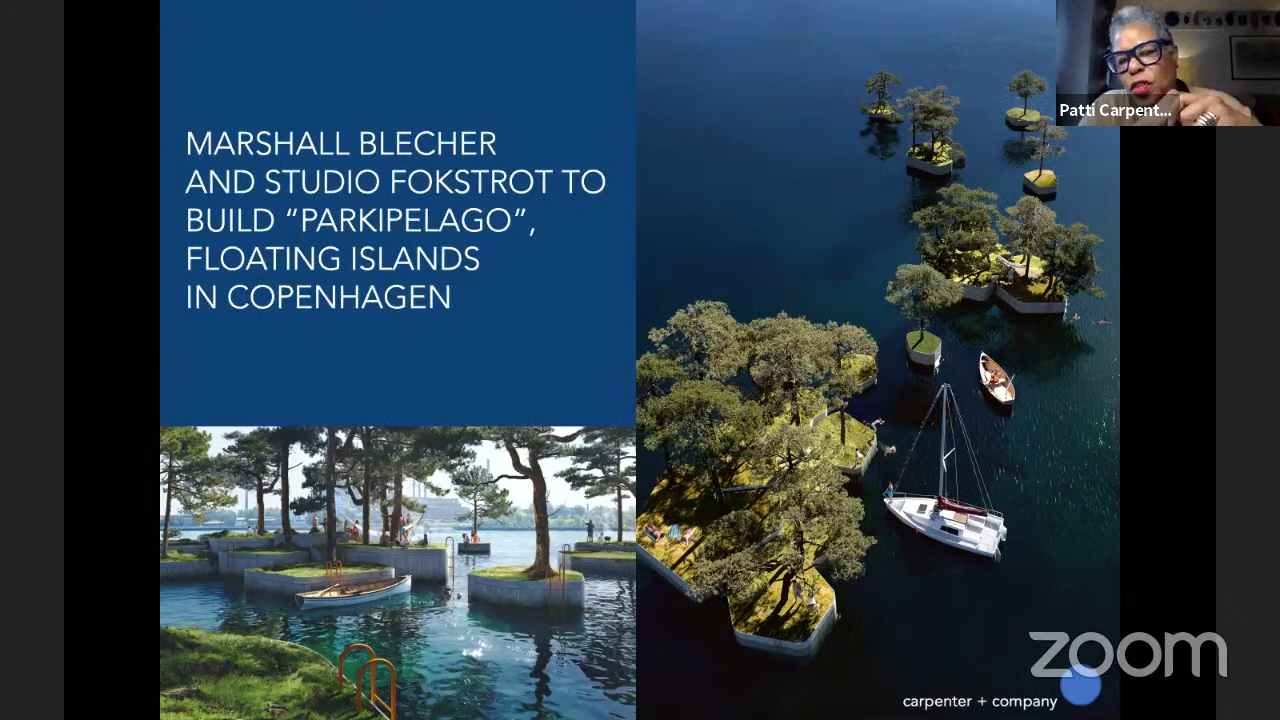 MARSHALL BLECHER
AND STUDIO FOKSTROT TO
BUILD “PARKIPELAGO”,
FLOATING ISLANDS
IN COPENHAGEN
Patti Carpent...
zoom
carpenter + company